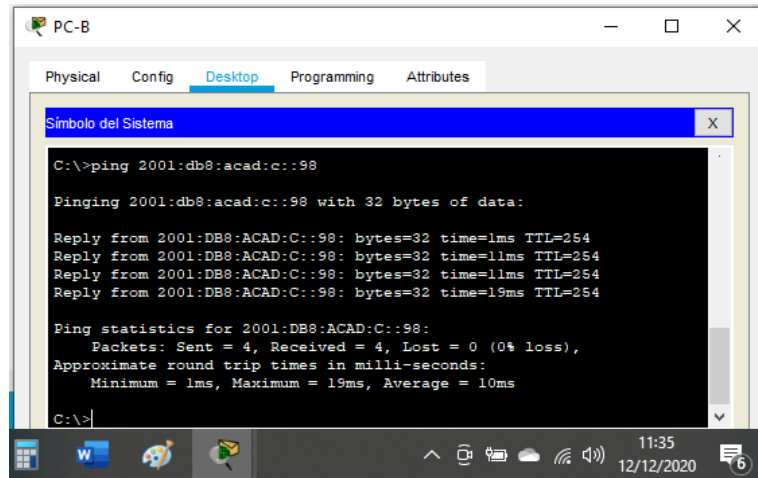 PC-B
Physical Config Desktop Programming Attributes
Símbolo del Sistema X
C:\>ping 2001:db8:acad:c::98
Pinging 2001:db8:acad:c::98 with 32 bytes of data:
Reply from 2001:DB8:ACAD:C::98: bytes=32 time=1ms TTL=254
Reply from 2001:DB8:ACAD:C::98: bytes=32 time=11ms TTL=254
Reply from 2001:DB8:ACAD:C::98: bytes=32 time=11ms TTL=254
Reply from 2001:DB8:ACAD:C::98: bytes=32 time=19ms TTL=254
Ping statistics for 2001:DB8:ACAD:C::98:
Packets: Sent = 4, Received = 4, Lost = 0 (0% loss),
Approximate round trip times in milli-seconds:
Minimum = 1ms, Maximum = 19ms, Average = 10ms
C:\>
W
11:35
12/12/2020
6